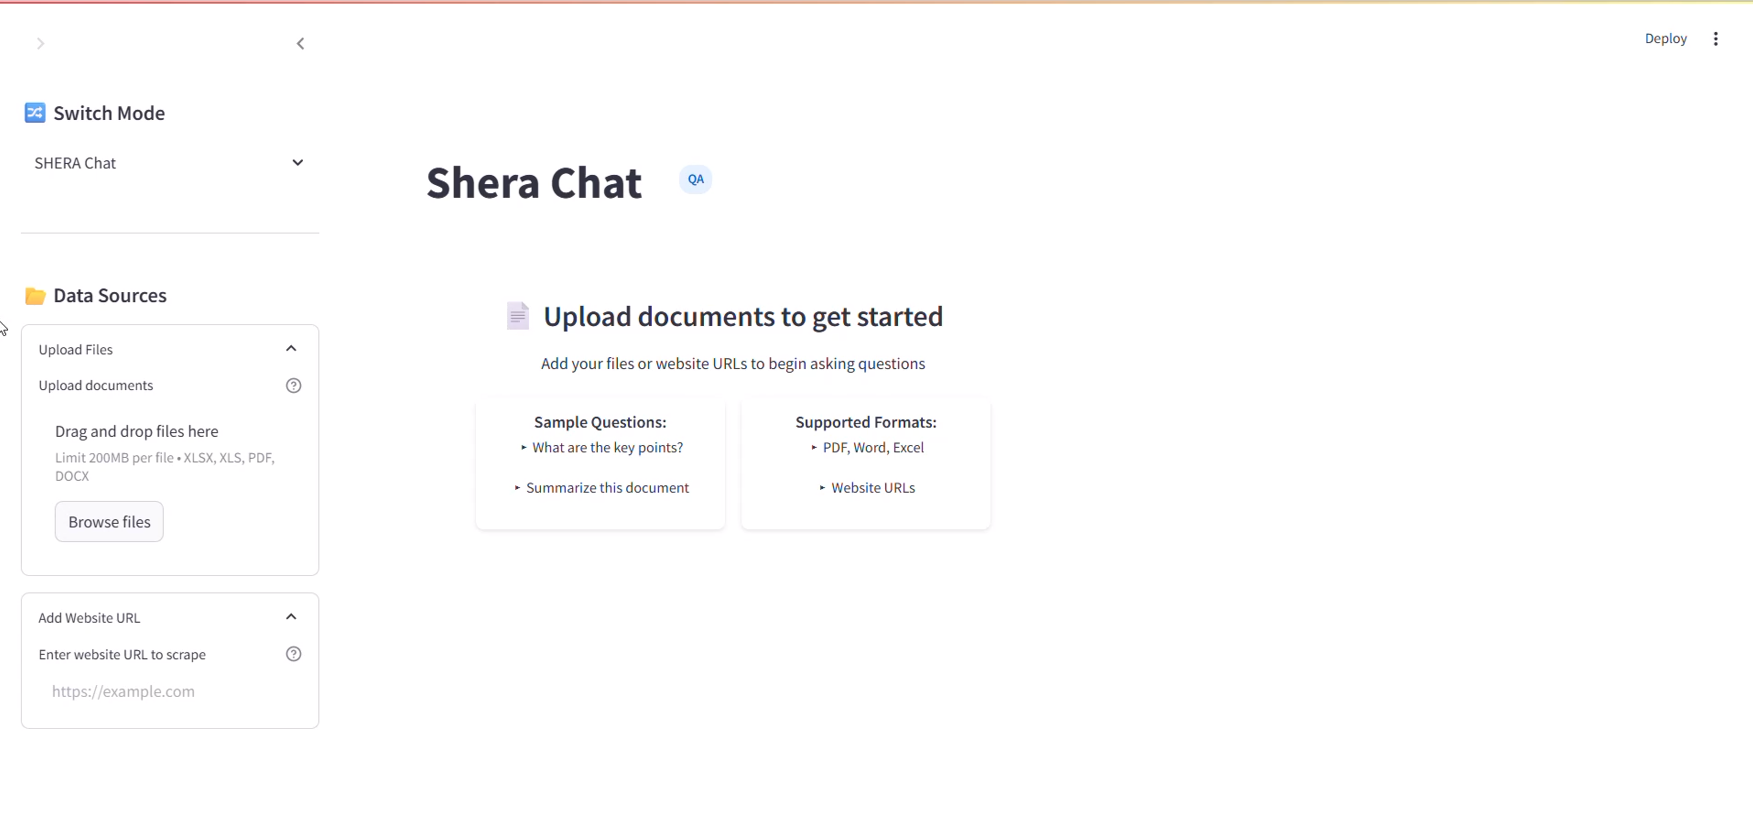 Deploy
Switch Mode
SHERA Chat
Data Sources
Upload Files
Upload documents
Drag and drop files here
Limit 200MB per file • XLSX, XLS, PDF,
DOCX
Browse files
Add Website URL
Enter website URL to scrape
https://example.com
Shera Chat
QA
Upload documents to get started
Add your files or website URLs to begin asking questions
Sample Questions:
‣ What are the key points?
‣ Summarize this document
Supported Formats:
‣ PDF, Word, Excel
‣ Website URLs